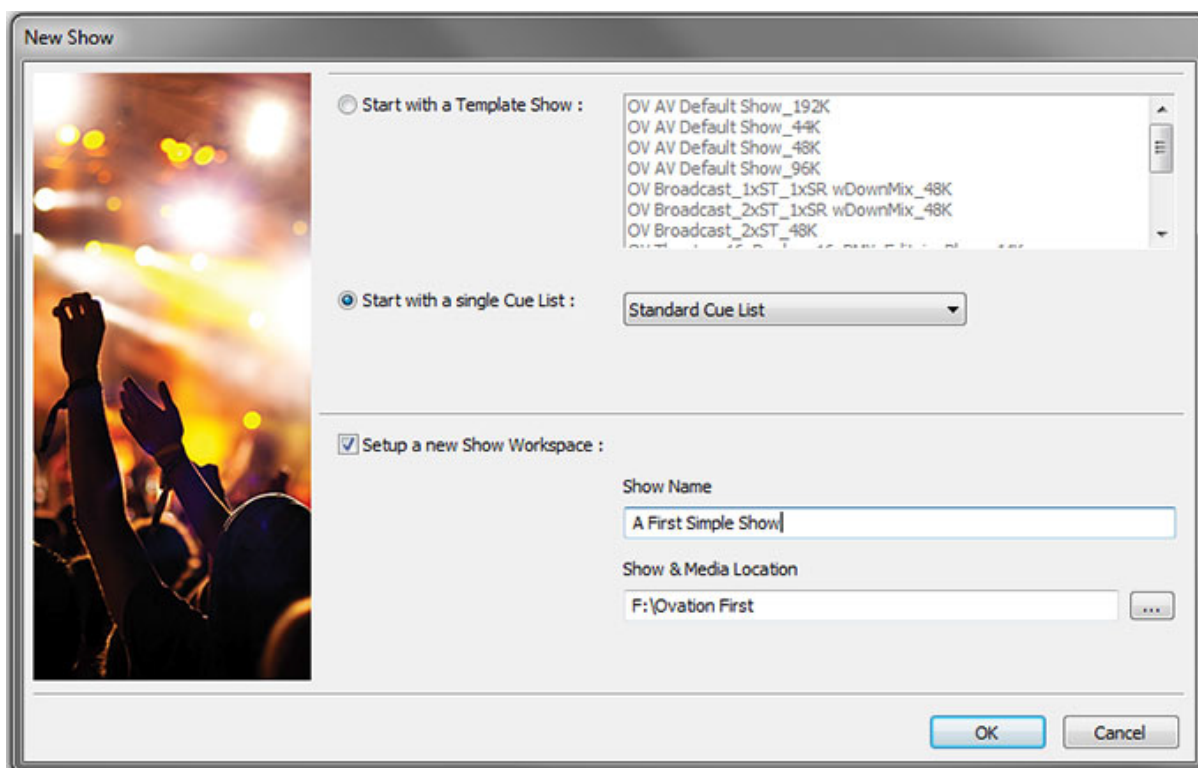 New Show
Start with a Template Show :
OV AV Default Show_192K
OV AV Default Show_44K
OV AV Default Show_48K
OV AV Default Show_96K
OV Broadcast_1xST_1xSR wDownMix_48K
OV Broadcast_2xST_1xSR wDownMix_48K
OV Broadcast_2xST_48K
Start with a single Cue List :
Standard Cue List
Setup a new Show Workspace :
Show Name
A First Simple Show
Show & Media Location
F:\Ovation First
...
OK
Cancel